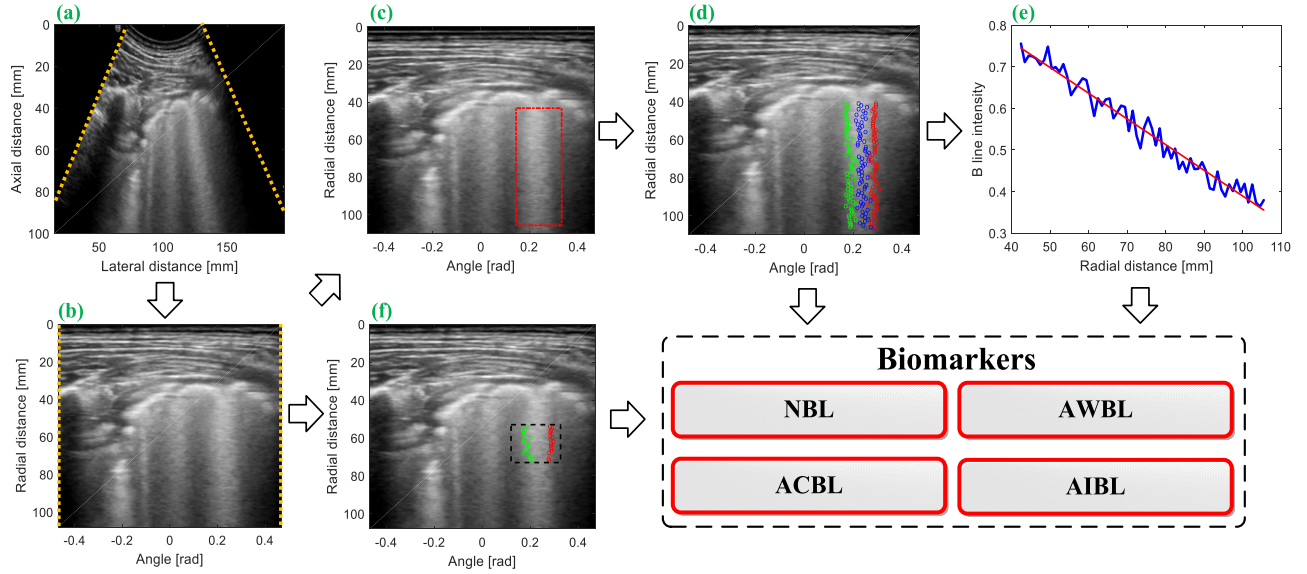 (a)
0
20
40
60
80
100
Axial distance [mm]
50
100
150
Lateral distance [mm]
(c)
0
20
40
60
80
100
Radial distance [mm]
-0.4
-0.2
0
0.2
0.4
Angle [rad]
(d)
0
20
40
60
80
100
Radial distance [mm]
-0.4
-0.2
0
0.2
0.4
Angle [rad]
(e)
0.8
0.7
0.6
0.5
0.4
0.3
B line intensity
40
50
60
70
80
90
100
110
Radial distance [mm]
(b)
0
20
40
60
80
100
Radial distance [mm]
-0.4
-0.2
0
0.2
0.4
Angle [rad]
(f)
0
20
40
60
80
100
Radial distance [mm]
-0.4
-0.2
0
0.2
0.4
Angle [rad]
Biomarkers
NBL
AWBL
ACBL
AIBL